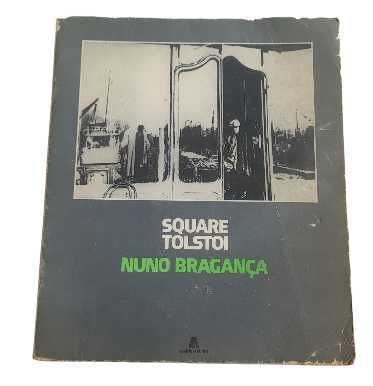 SQUARE
TOLSTOI
NUNO BRAGANÇA